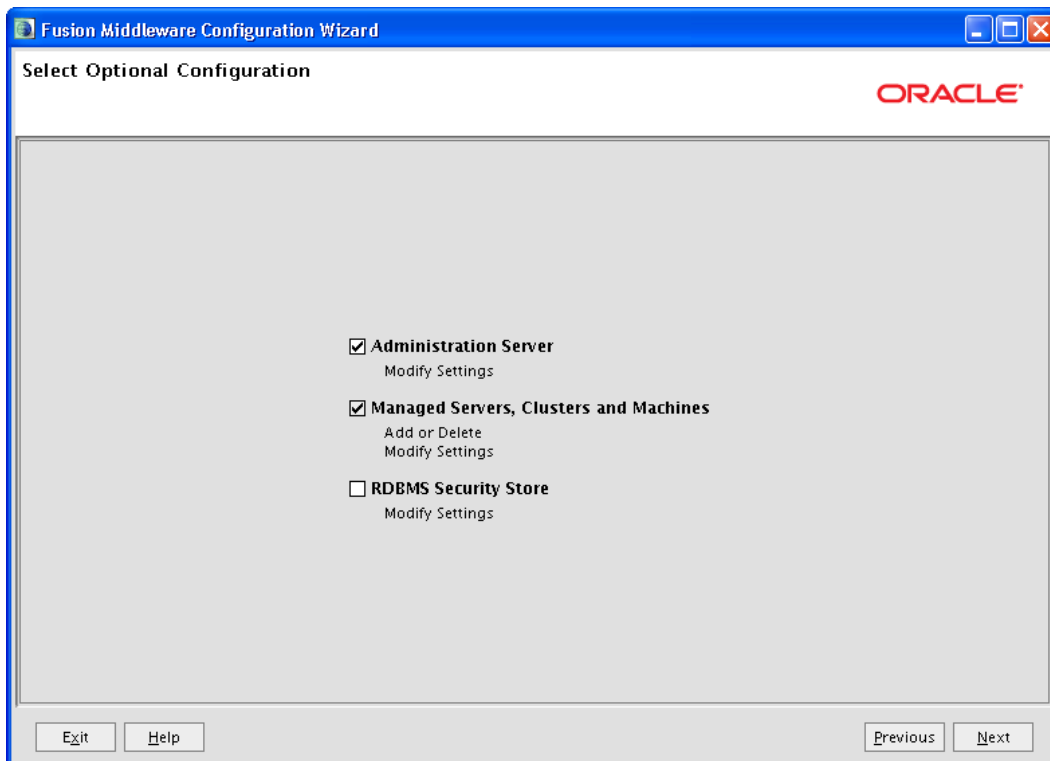 Fusion Middleware Configuration Wizard
Select Optional Configuration
ORACLE
Administration Server
Modify Settings
Managed Servers, Clusters and Machines
Add or Delete
Modify Settings
RDBMS Security Store
Modify Settings
Exit Help Previous Next